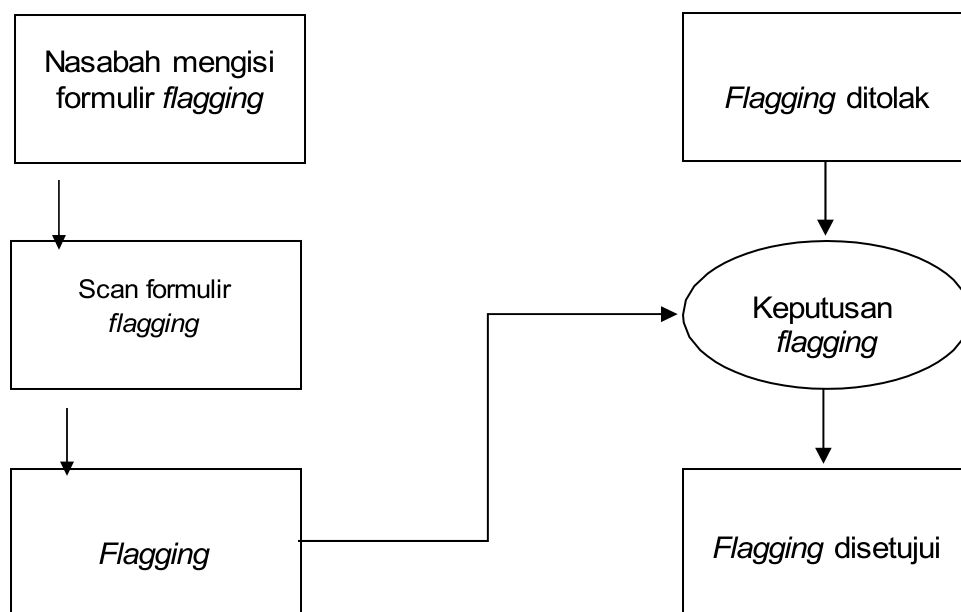 Nasabah mengisi
formulir flagging
Scan formulir
flagging
Flagging
Flagging ditolak
Keputusan
flagging
Flagging disetujui